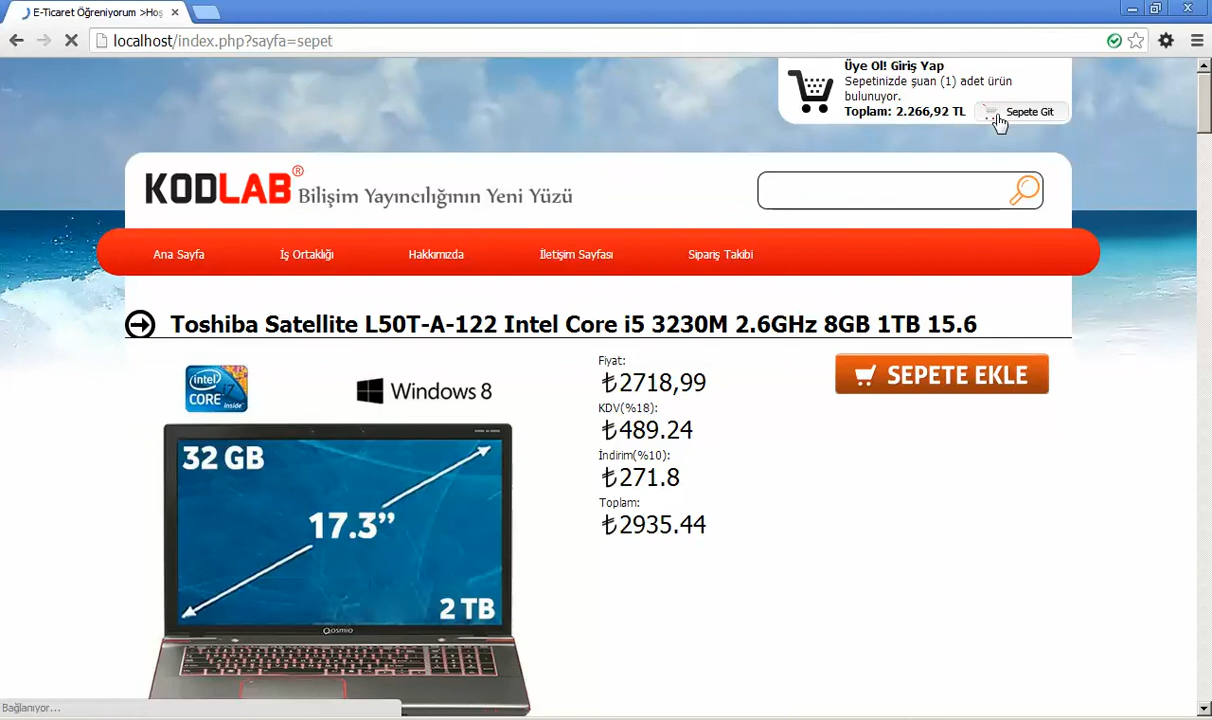 E-Ticaret Öğreniyorum >Hoş
localhost/index.php?sayfa=sepet
Üye Ol! Giriş Yap
Sepetinizde şuan (1) adet ürün
bulunuyor.
Toplam: 2.266,92 TL
Sepete Git
KODLAB®
Bilişim Yayıncılığının Yeni Yüzü
Ana Sayfa
İş Ortaklığı
Hakkımızda
İletişim Sayfası
Sipariş Takibi
Toshiba Satellite L50T-A-122 Intel Core i5 3230M 2.6GHz 8GB 1TB 15.6
intel
CORE i7
inside
Windows 8
Fiyat:
₺2718,99
KDV(%18):
₺489.24
İndirim(%10):
₺271.8
Toplam:
₺2935.44
SEPETE EKLE
32 GB
17.3”
2 TB
Qosmio
Bağlanıyor...